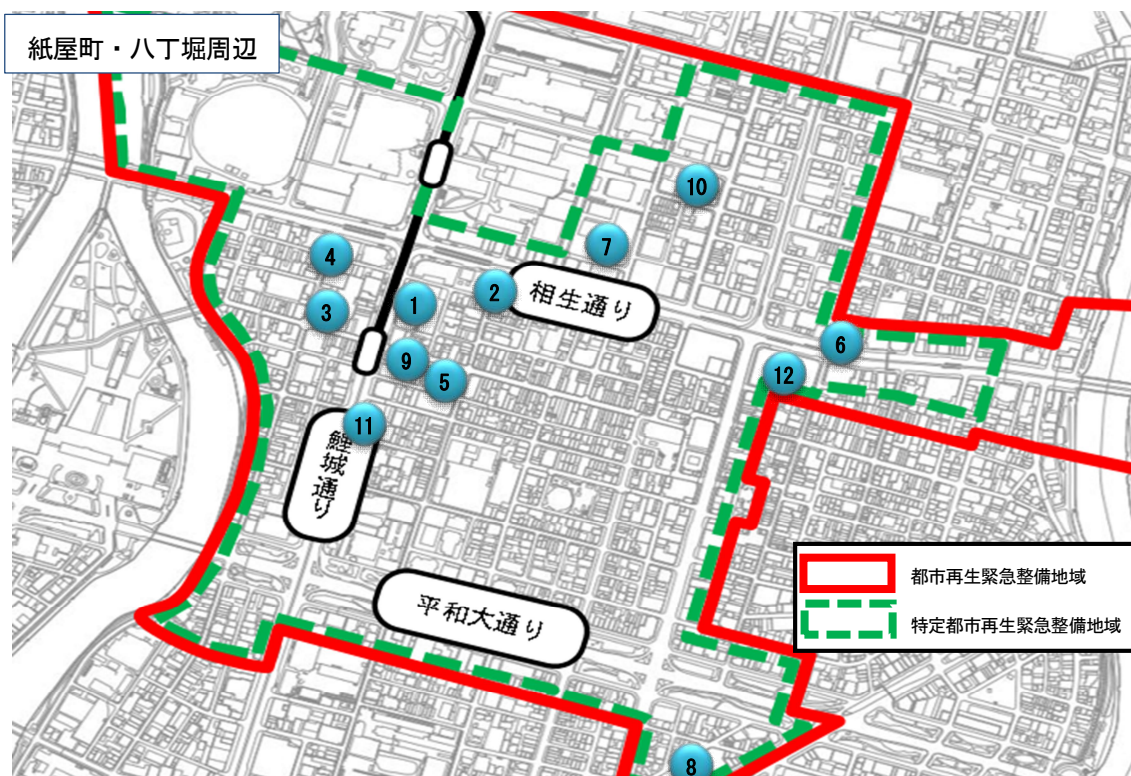 紙屋町・八丁堀周辺
10
7
4
2
相生通り
1
3
6
9
12
5
11
鯉城通り
都市再生緊急整備地域
平和大通り
特定都市再生緊急整備地域
8